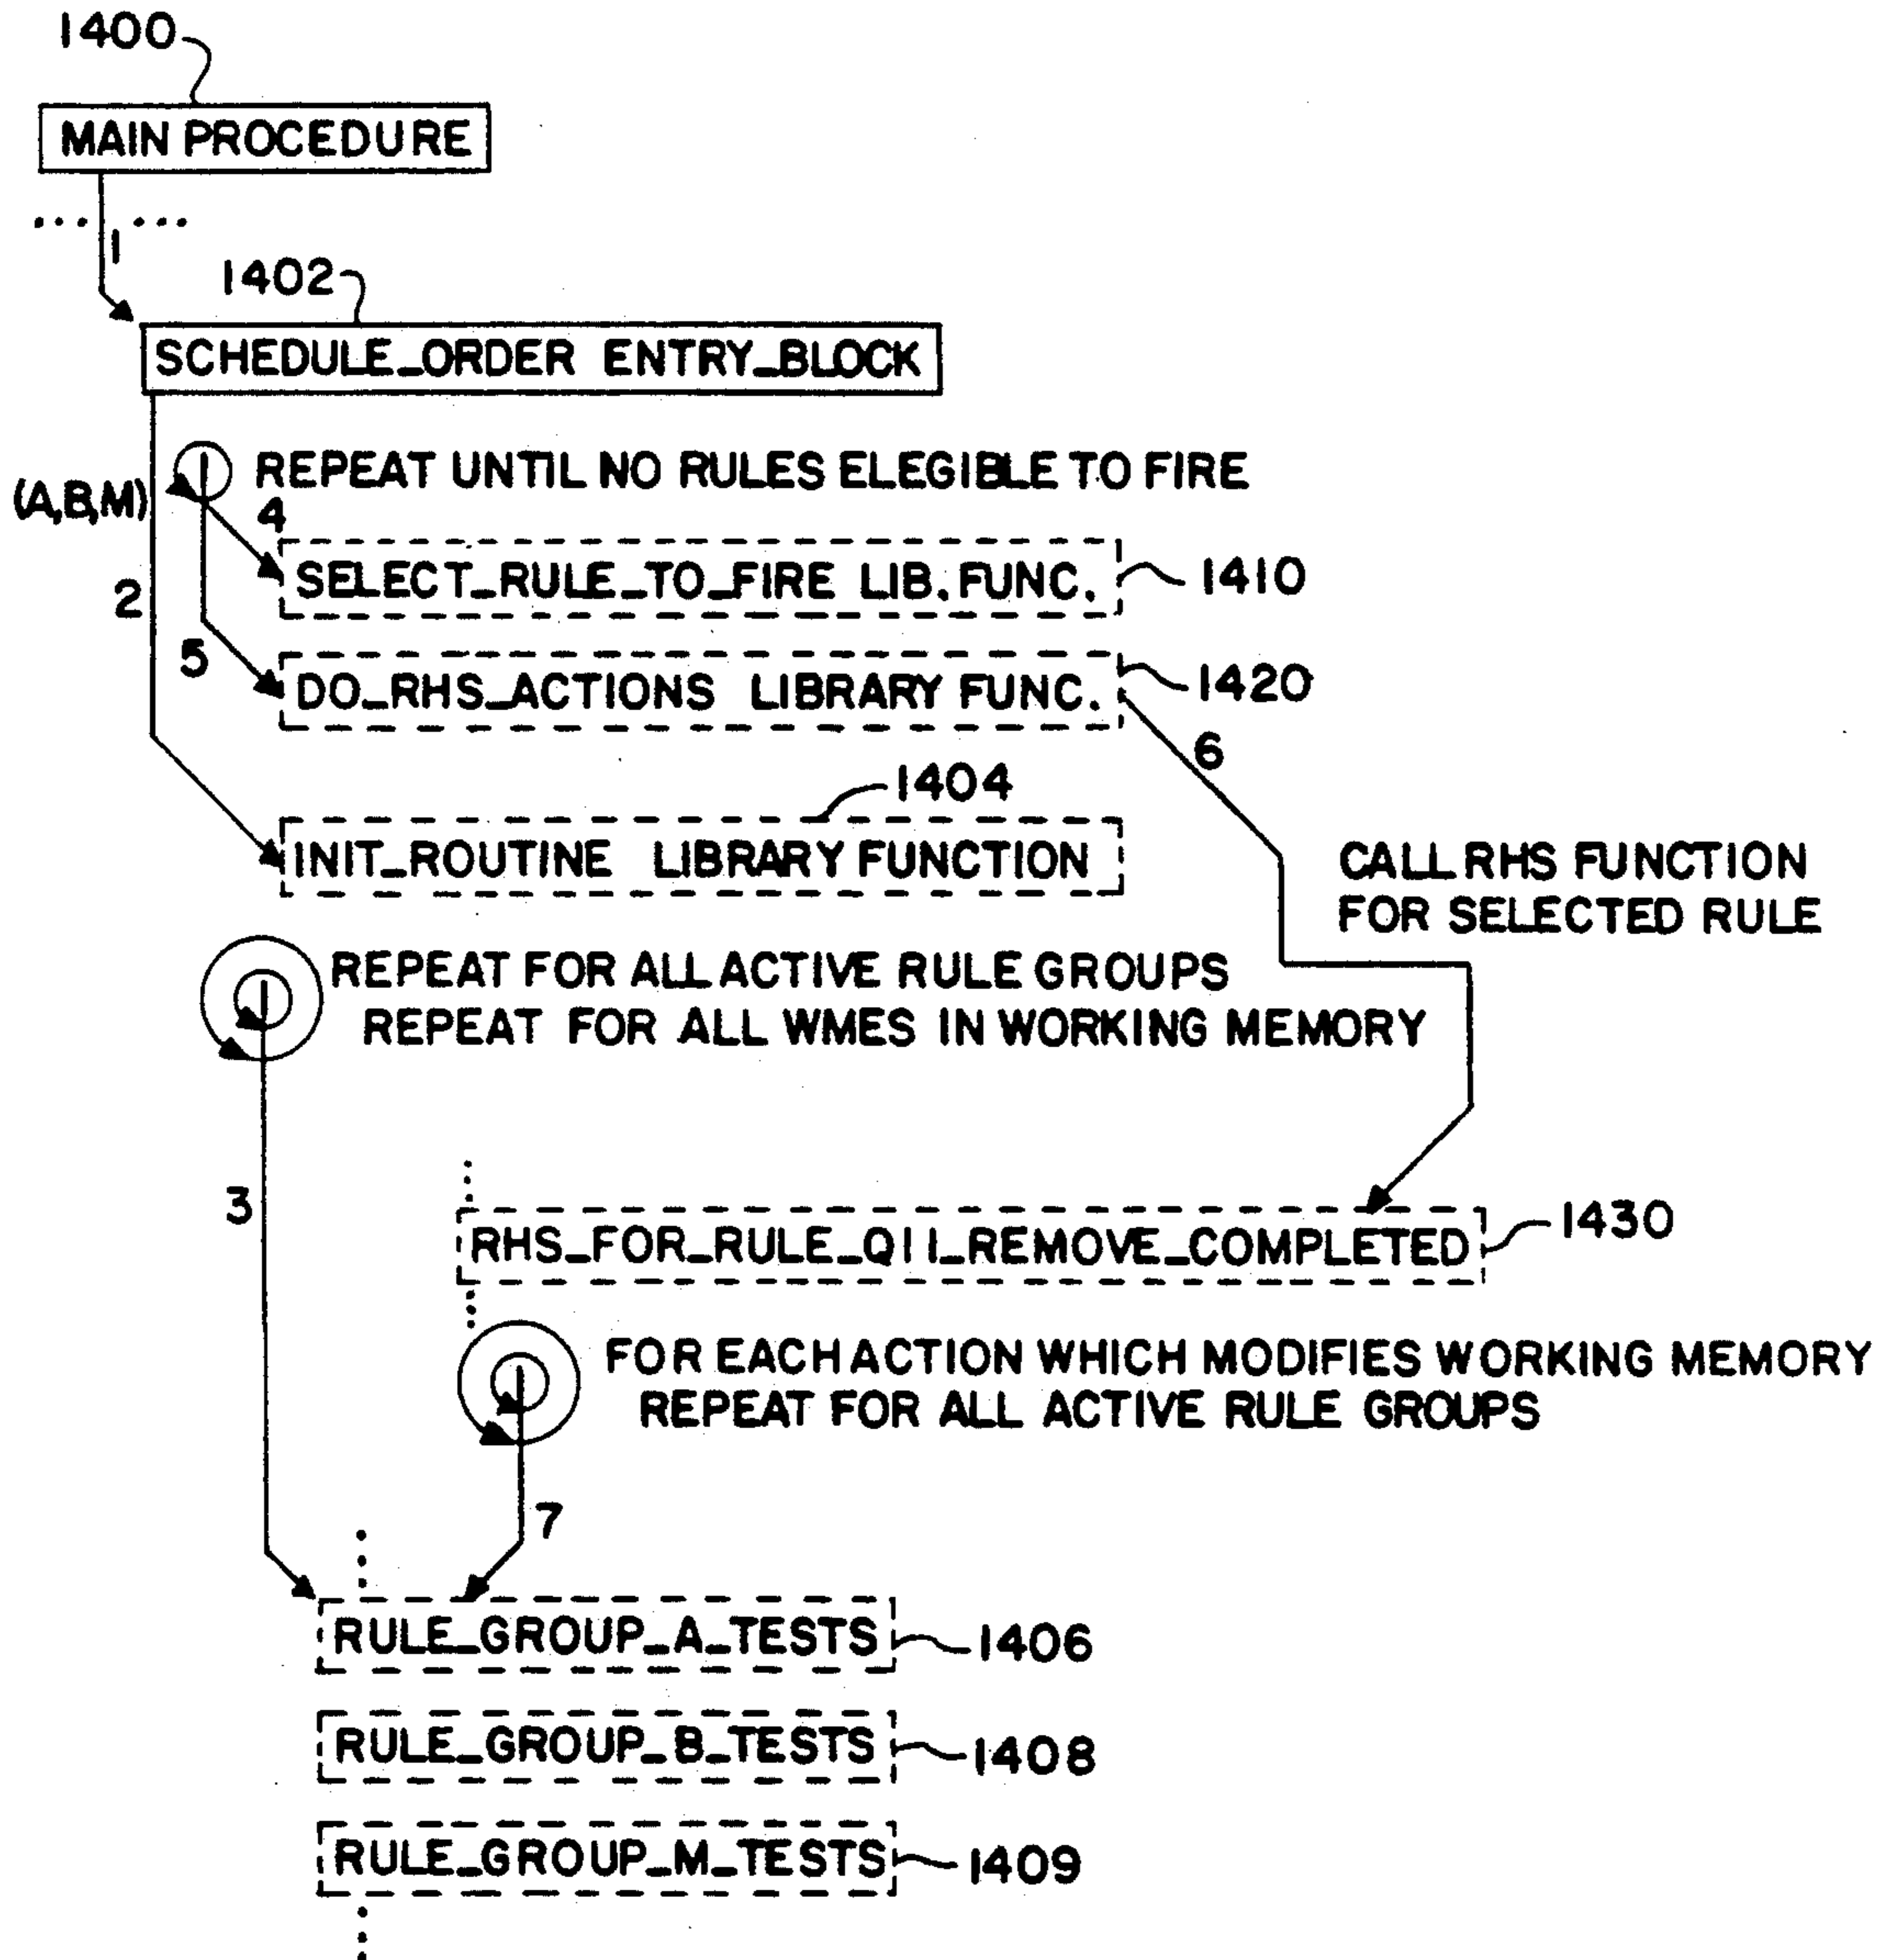 1400
MAIN PROCEDURE
...... ...
1
1402
SCHEDULE_ORDER ENTRY_BLOCK
REPEAT UNTIL NO RULES ELEGIBLE TO FIRE
(A,B,M)
4
SELECT_RULE_TO_FIRE LIB. FUNC.
1410
2
5
DO_RHS_ACTIONS LIBRARY FUNC.
1420
6
1404
INIT_ROUTINE LIBRARY FUNCTION
CALL RHS FUNCTION
FOR SELECTED RULE
REPEAT FOR ALL ACTIVE RULE GROUPS
REPEAT FOR ALL WMES IN WORKING MEMORY
3
RHS_FOR_RULE_Q11_REMOVE_COMPLETED
1430
FOR EACH ACTION WHICH MODIFIES WORKING MEMORY
REPEAT FOR ALL ACTIVE RULE GROUPS
7
RULE_GROUP_A_TESTS
1406
RULE_GROUP_B_TESTS
1408
RULE_GROUP_M_TESTS
1409